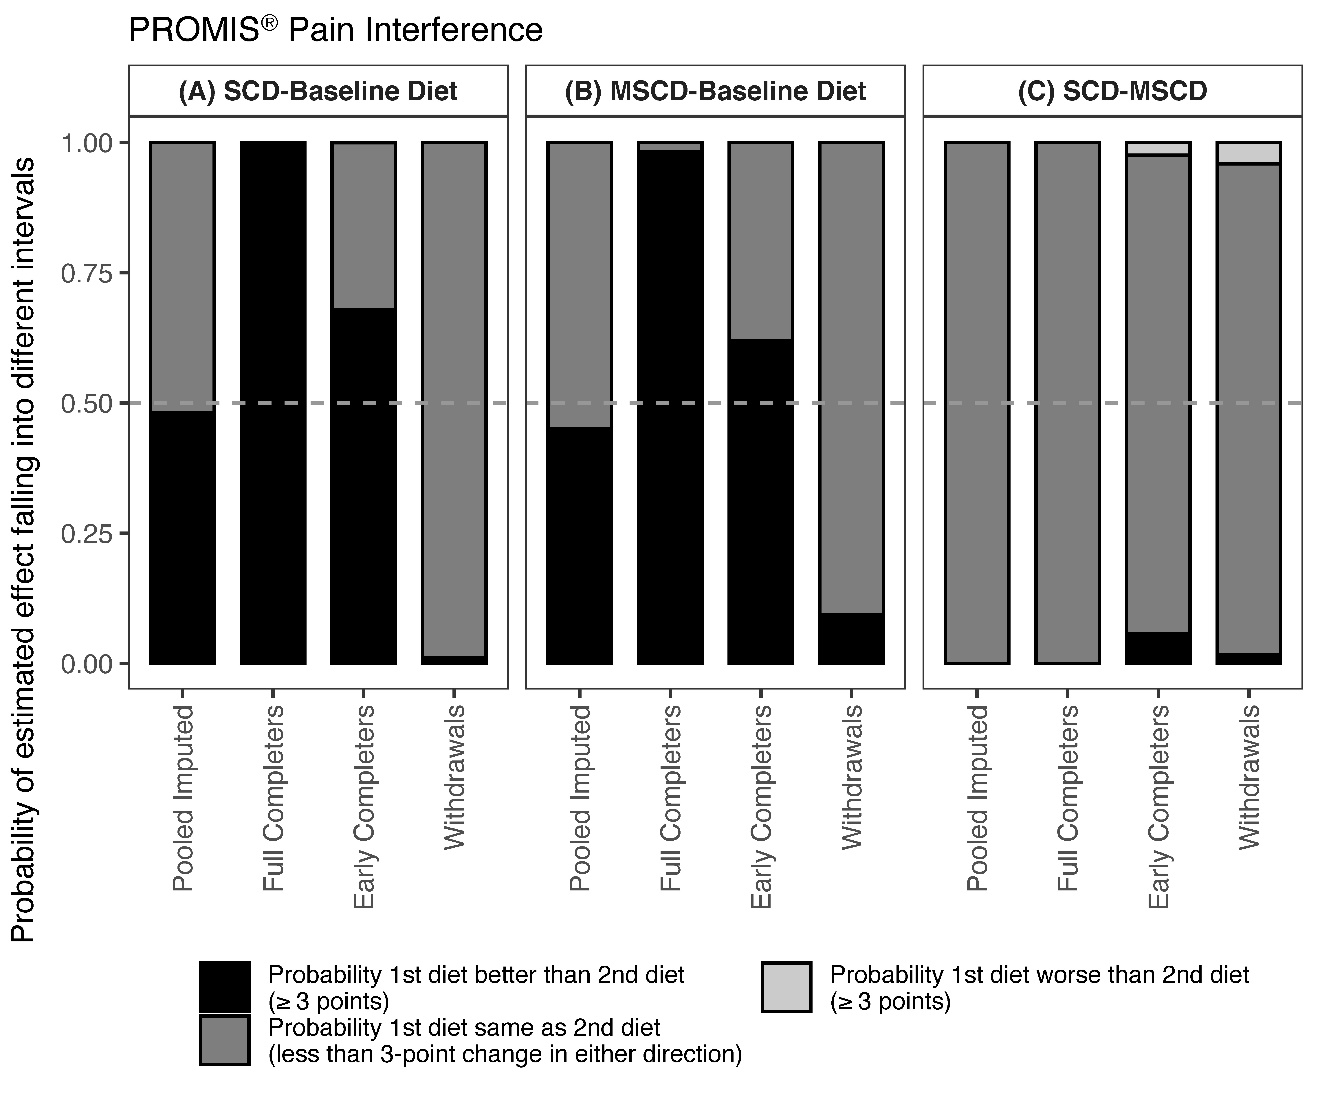 PROMIS® Pain Interference
(A) SCD-Baseline Diet
(B) MSCD-Baseline Diet
(C) SCD-MSCD
Probability of estimated effect falling into different intervals
1.00
0.75
0.50
0.25
0.00
Pooled Imputed
Full Completers
Early Completers
Withdrawals
Pooled Imputed
Full Completers
Early Completers
Withdrawals
Pooled Imputed
Full Completers
Early Completers
Withdrawals
Probability 1st diet better than 2nd diet
(≥ 3 points)
Probability 1st diet same as 2nd diet
(less than 3-point change in either direction)
Probability 1st diet worse than 2nd diet
(≥ 3 points)